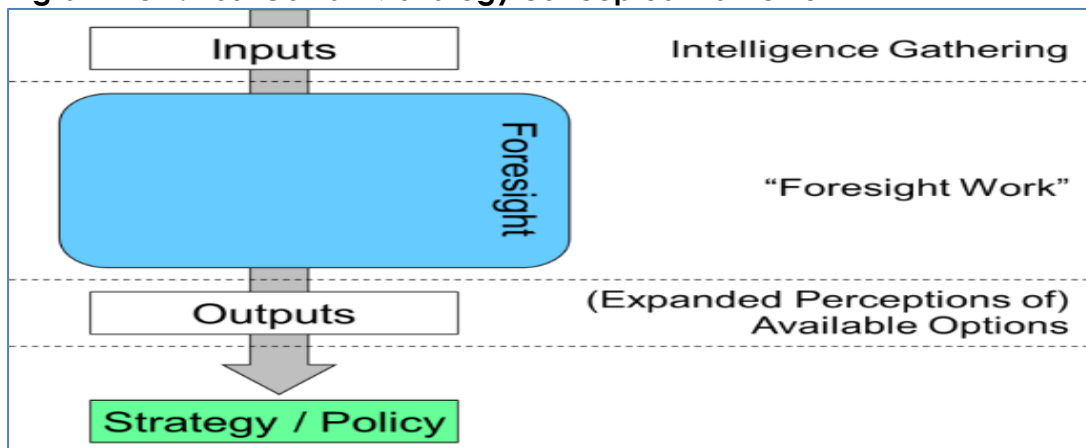 Inputs
Intelligence Gathering
Foresight
“Foresight Work”
Outputs
(Expanded Perceptions of)
Available Options
Strategy / Policy